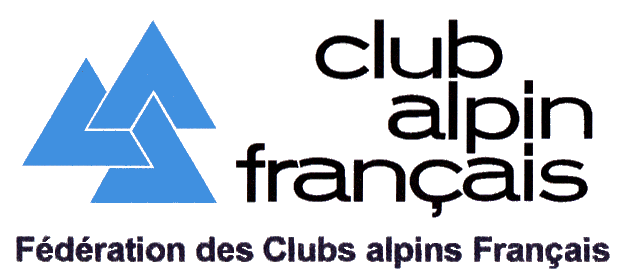 club
alpin
français
Fédération des Clubs alpins Français